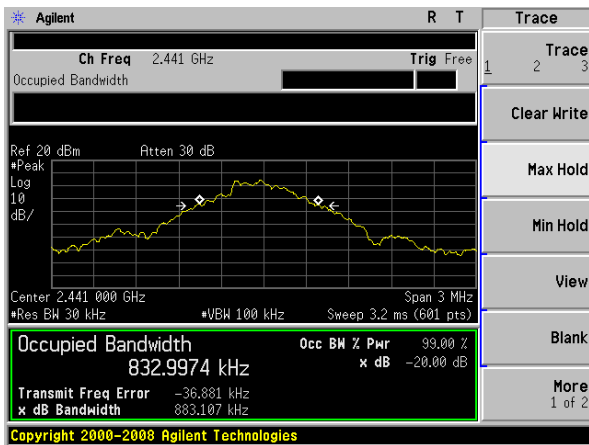 Agilent R T Trace
Ch Freq 2.441 GHz Trig Free
Occupied Bandwidth
Trace
1 2 3
Clear Write
Max Hold
Min Hold
View
Blank
More
1 of 2
Ref 20 dBm Atten 30 dB
#Peak
Log
10
dB/
Center 2.441 000 GHz Span 3 MHz
#Res BW 30 kHz #VBW 100 kHz Sweep 3.2 ms (601 pts)
Occupied Bandwidth Occ BW % Pwr 99.00 %
832.9974 kHz x dB -20.00 dB
Transmit Freq Error -36.881 kHz
x dB Bandwidth 883.107 kHz
Copyright 2000-2008 Agilent Technologies